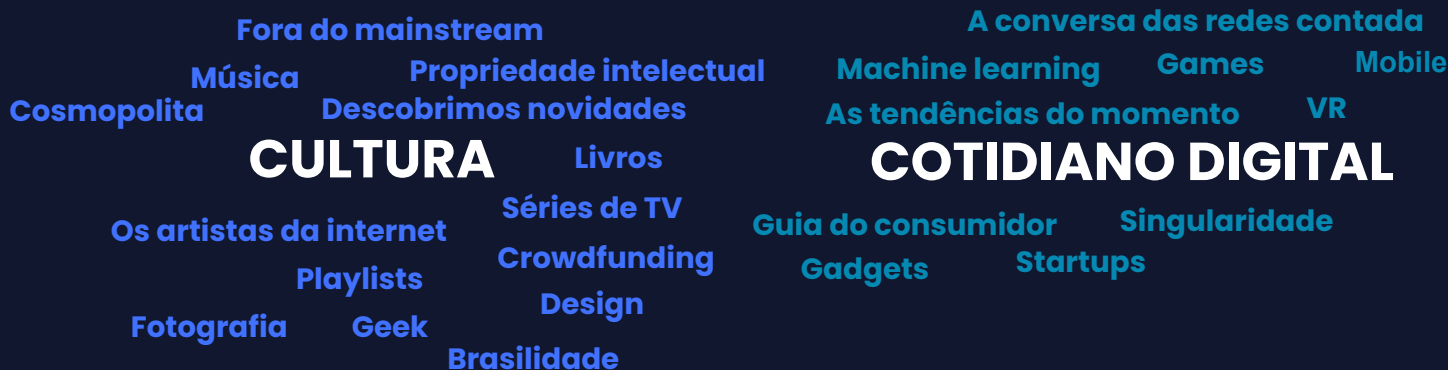 Fora do mainstream
Música
Propriedade intelectual
Cosmopolita
Descobrimos novidades
CULTURA
Livros
Séries de TV
Os artistas da internet
Crowdfunding
Playlists
Design
Fotografia
Geek
Brasilidade
A conversa das redes contada
Machine learning
Games
Mobile
As tendências do momento
VR
COTIDIANO DIGITAL
Guia do consumidor
Singularidade
Gadgets
Startups